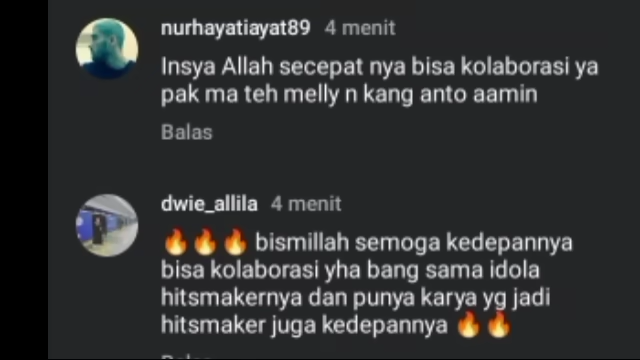 nurhayatiayat89 4 menit
Insya Allah secepat nya bisa kolaborasi ya
pak ma teh melly n kang anto aamin
Balas
dwie_allila 4 menit
🔥🔥🔥 bismillah semoga kedepannya
bisa kolaborasi yha bang sama idola
hitsmakernya dan punya karya yg jadi
hitsmaker juga kedepannya 🔥🔥